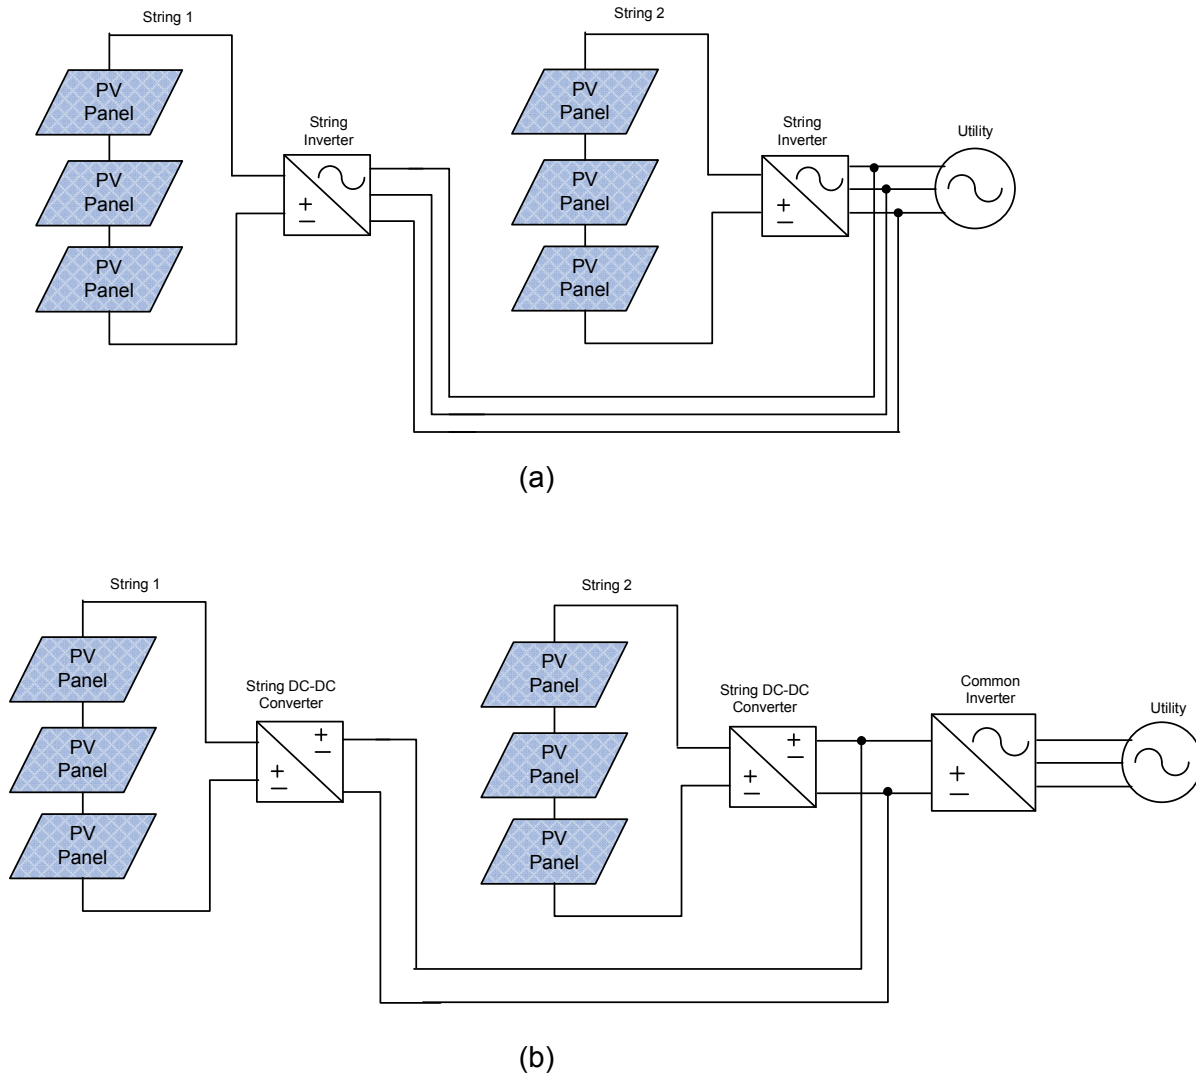 String 1
String 2
PV
Panel
PV
Panel
PV
Panel
String
Inverter
+
−
PV
Panel
PV
Panel
PV
Panel
String
Inverter
+
−
Utility
(a)
String 1
String 2
PV
Panel
PV
Panel
PV
Panel
String DC-DC
Converter
+
−
+
−
PV
Panel
PV
Panel
PV
Panel
String DC-DC
Converter
+
−
+
−
Common
Inverter
+
−
Utility
(b)